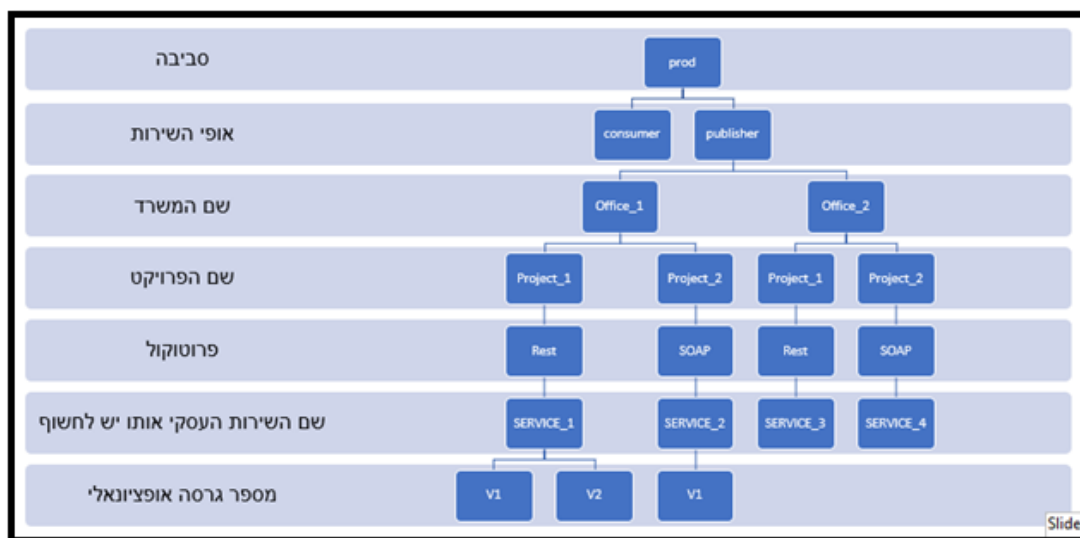 סביבה
prod
אופי השירות
consumer publisher
שם המשרד
Office_1 Office_2
שם הפרויקט
Project_1 Project_2 Project_1 Project_2
פרוטוקול
Rest SOAP Rest SOAP
שם השירות העסקי אותו יש לחשוף
SERVICE_1 SERVICE_2 SERVICE_3 SERVICE_4
מספר גרסה אופציונאלי
V1 V2 V1
Slide